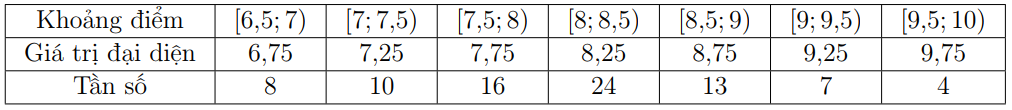 Khoảng điểm [6,5; 7) [7; 7,5) [7,5; 8) [8; 8,5) [8,5; 9) [9; 9,5) [9,5; 10)
Giá trị đại diện 6,75 7,25 7,75 8,25 8,75 9,25 9,75
Tần số 8 10 16 24 13 7 4